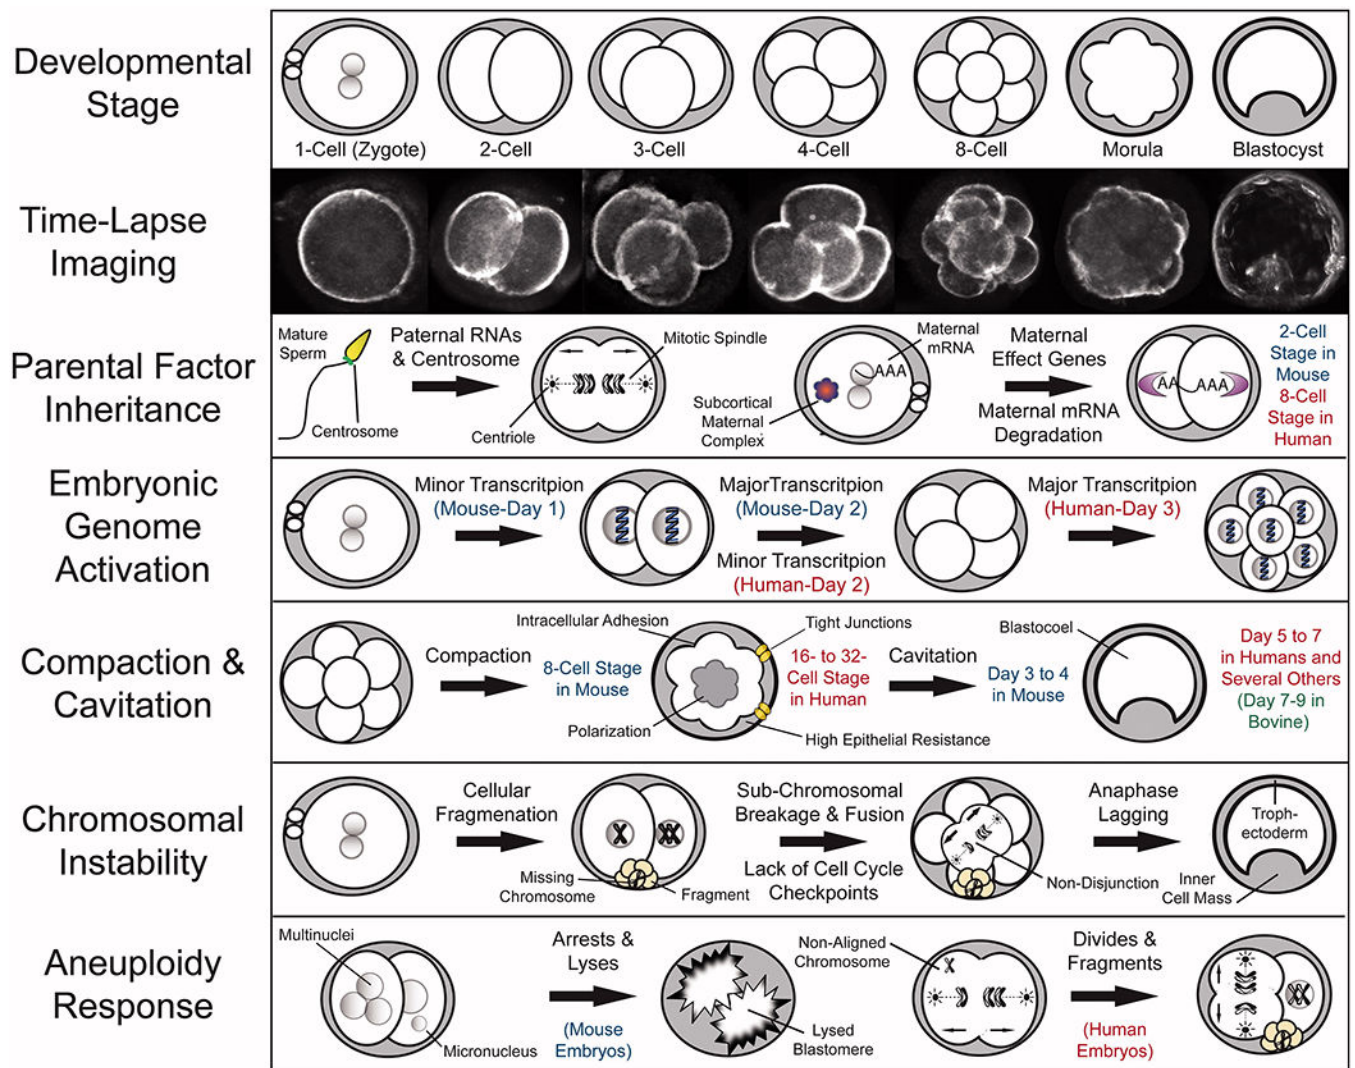 Developmental
Stage
1-Cell (Zygote)
2-Cell
3-Cell
4-Cell
8-Cell
Morula
Blastocyst
Time-Lapse
Imaging
Parental Factor
Inheritance
Mature
Sperm
Centrosome
Paternal RNAs
& Centrosome
Mitotic Spindle
Centriole
Maternal
mRNA
AAA
Subcortical
Maternal
Complex
Maternal
Effect Genes
Maternal mRNA
Degradation
AA
AAA
2-Cell
Stage in
Mouse
8-Cell
Stage in
Human
Embryonic
Genome
Activation
Minor Transcritpion
(Mouse-Day 1)
MajorTranscritpion
(Mouse-Day 2)
Minor Transcritpion
(Human-Day 2)
Major Transcritpion
(Human-Day 3)
Compaction &
Cavitation
Compaction
Intracellular Adhesion
8-Cell Stage
in Mouse
Polarization
Tight Junctions
16- to 32-
Cell Stage
in Human
High Epithelial Resistance
Cavitation
Blastocoel
Day 3 to 4
in Mouse
Day 5 to 7
in Humans and
Several Others
(Day 7-9 in
Bovine)
Chromosomal
Instability
Cellular
Fragmenation
Missing
Chromosome
Fragment
Sub-Chromosomal
Breakage & Fusion
Lack of Cell Cycle
Checkpoints
Non-Disjunction
Anaphase
Lagging
Troph-
ectoderm
Inner
Cell Mass
Aneuploidy
Response
Multinuclei
Micronucleus
Arrests &
Lyses
(Mouse
Embryos)
Lysed
Blastomere
Non-Aligned
Chromosome
Divides &
Fragments
(Human
Embryos)